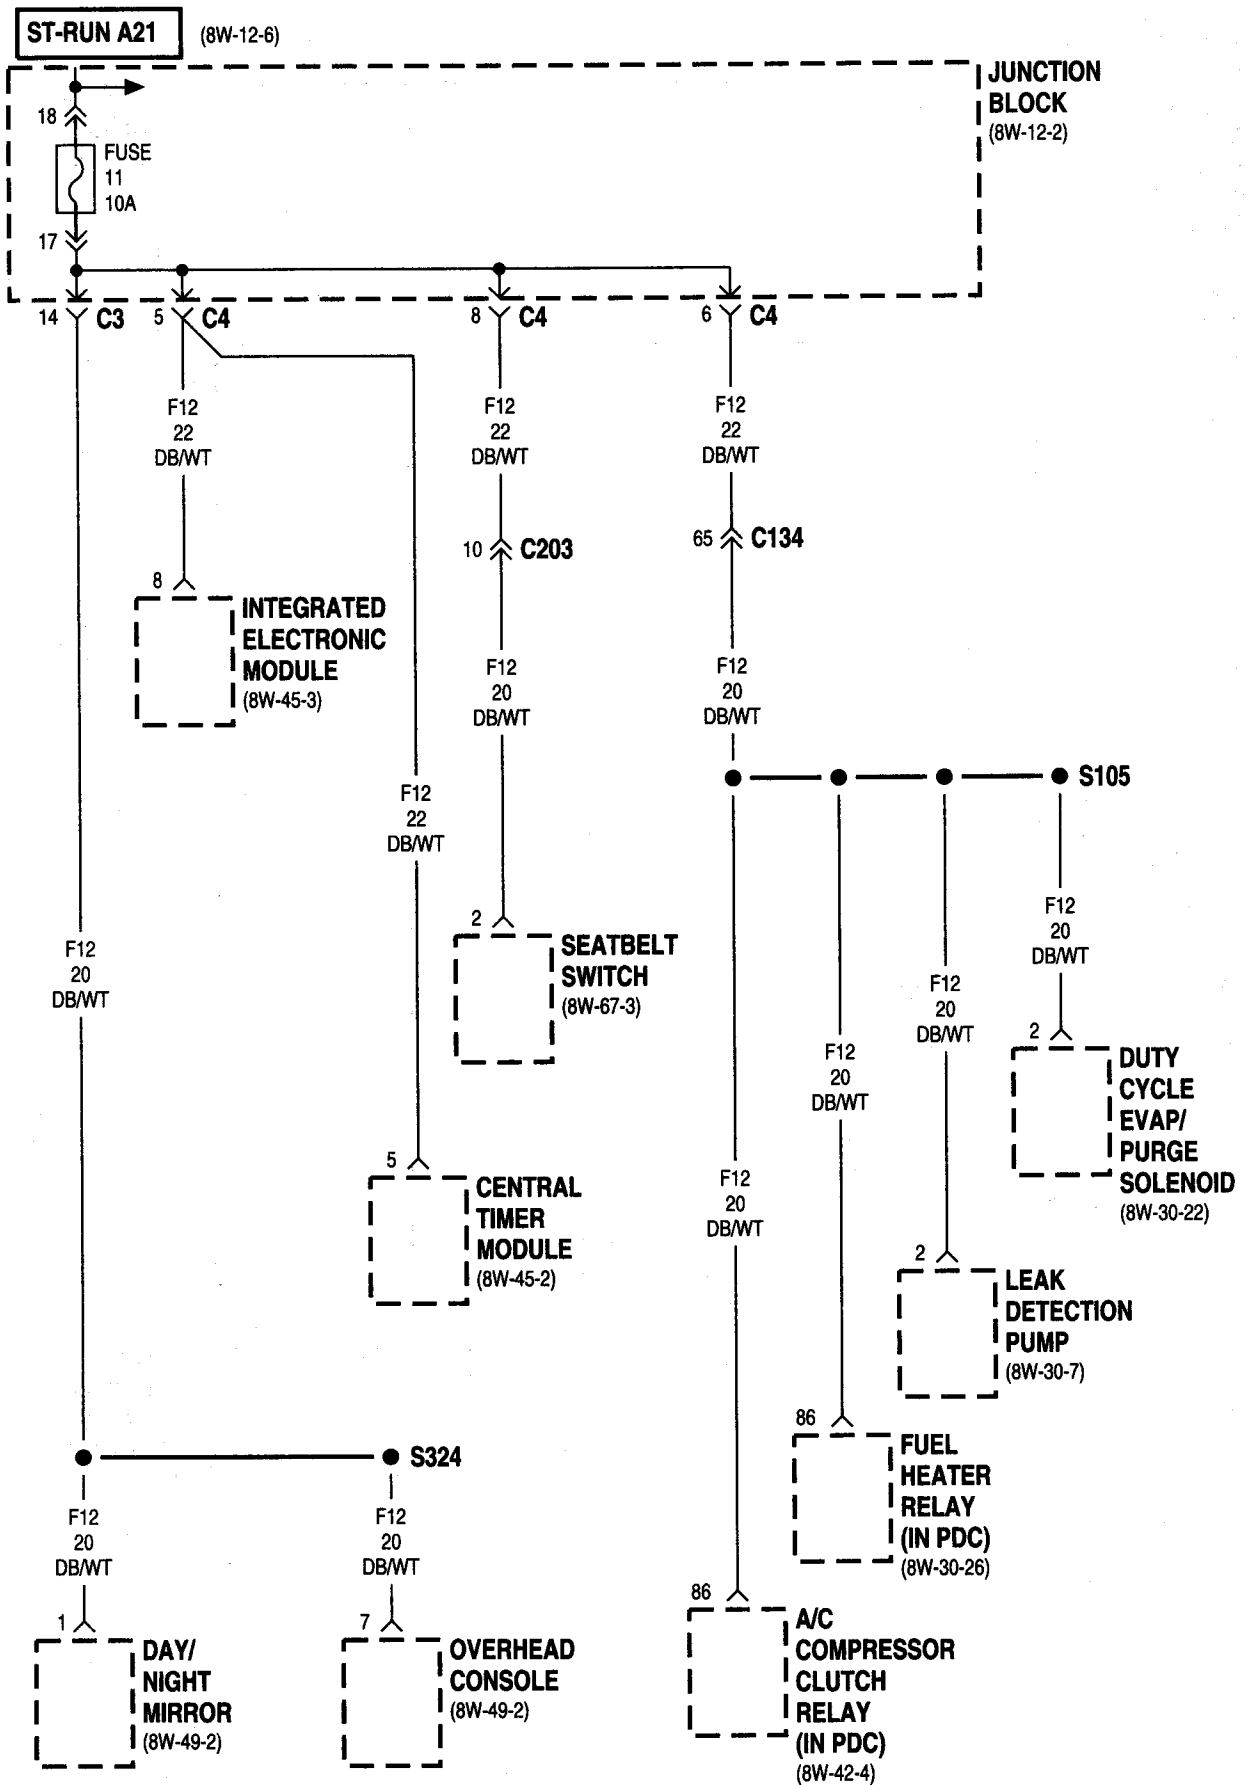 ST-RUN A21
(8W-12-6)
JUNCTION
BLOCK
(8W-12-2)
18
FUSE
11
10A
17
14
C3
5
C4
8
C4
6
C4
F12
22
DB/WT
F12
22
DB/WT
F12
22
DB/WT
10
C203
65
C134
8
INTEGRATED
ELECTRONIC
MODULE
(8W-45-3)
F12
20
DB/WT
F12
20
DB/WT
S105
F12
22
DB/WT
F12
20
DB/WT
2
SEATBELT
SWITCH
(8W-67-3)
F12
20
DB/WT
F12
20
DB/WT
F12
20
DB/WT
2
DUTY
CYCLE
EVAP/
PURGE
SOLENOID
(8W-30-22)
5
CENTRAL
TIMER
MODULE
(8W-45-2)
F12
20
DB/WT
2
LEAK
DETECTION
PUMP
(8W-30-7)
86
FUEL
HEATER
RELAY
(IN PDC)
(8W-30-26)
S324
F12
20
DB/WT
F12
20
DB/WT
1
DAY/
NIGHT
MIRROR
(8W-49-2)
7
OVERHEAD
CONSOLE
(8W-49-2)
86
A/C
COMPRESSOR
CLUTCH
RELAY
(IN PDC)
(8W-42-4)